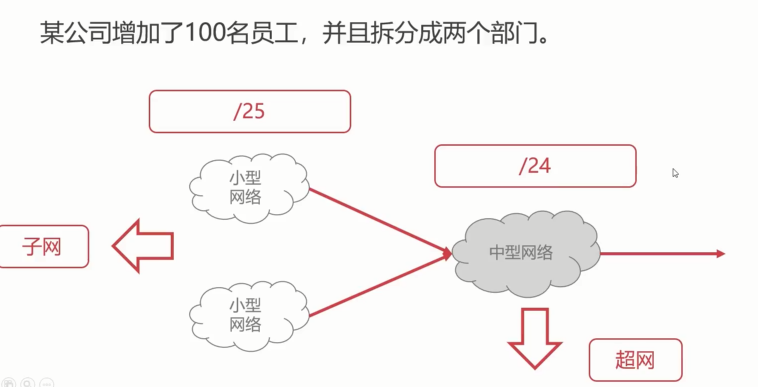 某公司增加了100名员工，并且拆分成两个部门。
/25
/24
小型
网络
子网
中型网络
小型
网络
超网